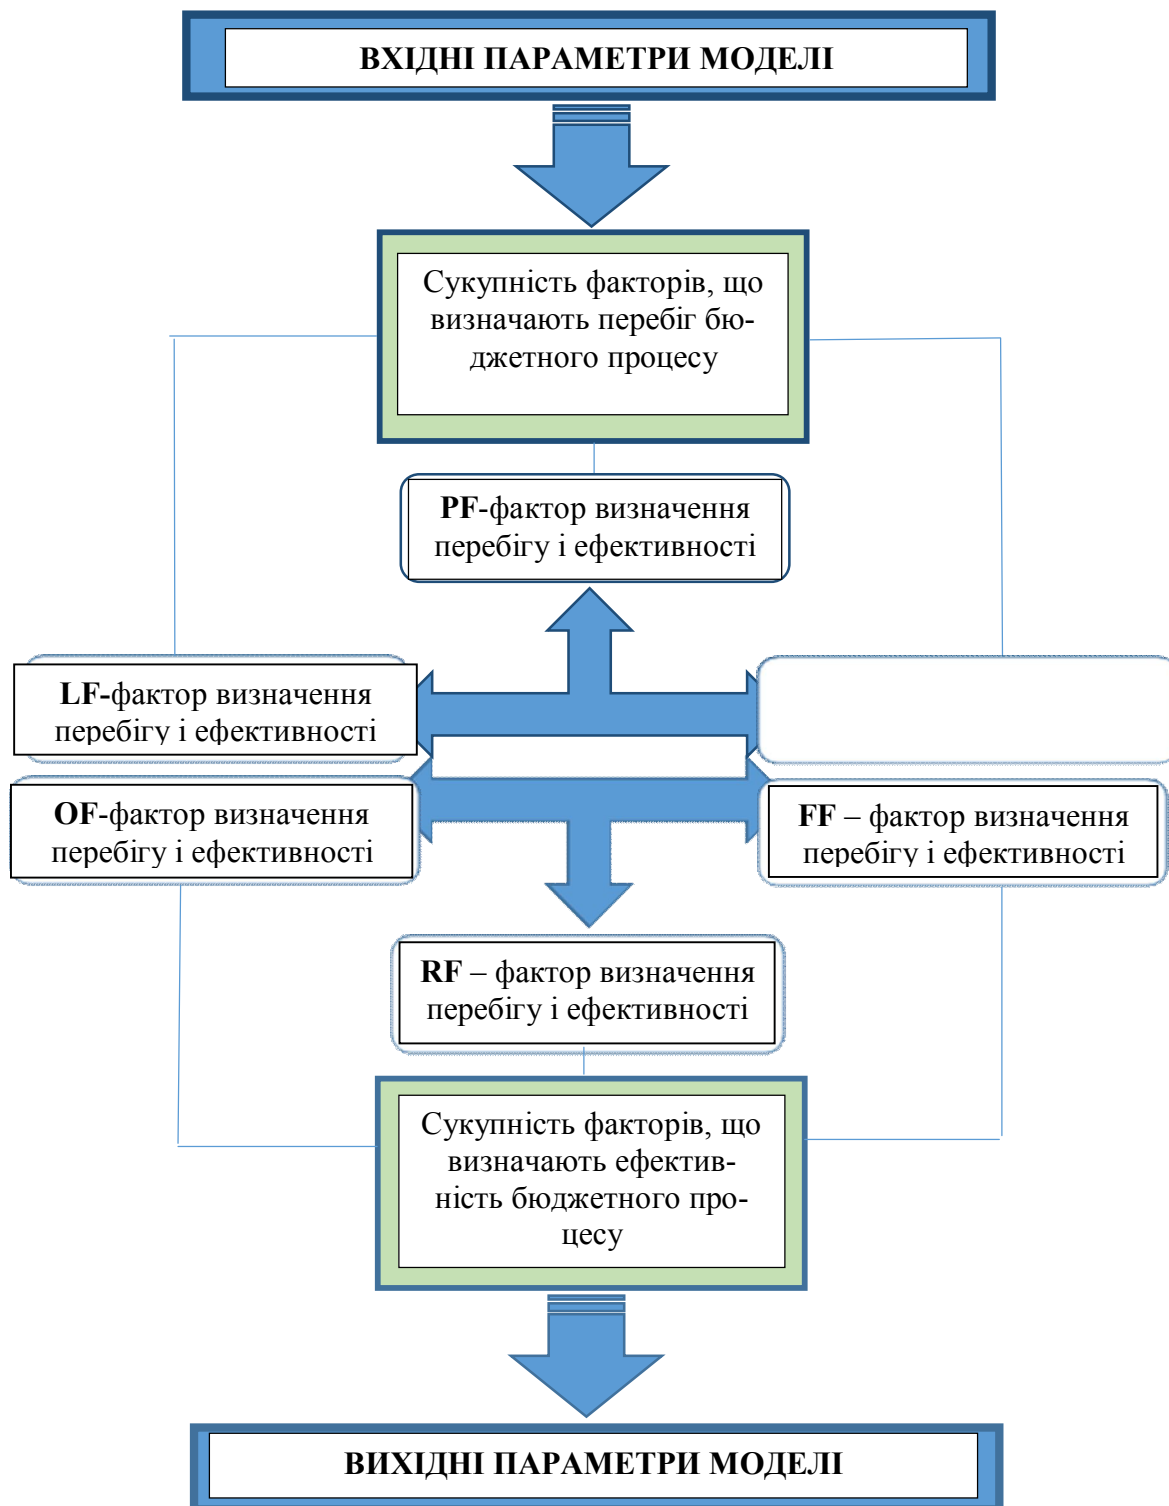 ВХІДНІ ПАРАМЕТРИ МОДЕЛІ
Сукупність факторів, що
визначають перебіг бю-
джетного процесу
PF-фактор визначення
перебігу і ефективності
LF-фактор визначення
перебігу і ефективності
OF-фактор визначення
перебігу і ефективності
FF – фактор визначення
перебігу і ефективності
RF – фактор визначення
перебігу і ефективності
Сукупність факторів, що
визначають ефектив-
ність бюджетного про-
цесу
ВИХІДНІ ПАРАМЕТРИ МОДЕЛІ